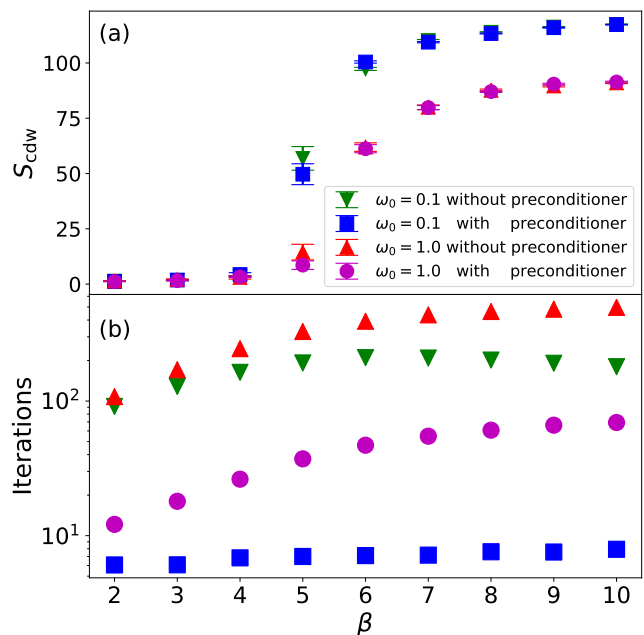 (a)
100
75
50
25
0
S_cdw
ω₀ = 0.1 without preconditioner
ω₀ = 0.1 with preconditioner
ω₀ = 1.0 without preconditioner
ω₀ = 1.0 with preconditioner
(b)
10²
10¹
Iterations
2 3 4 5 6 7 8 9 10
β